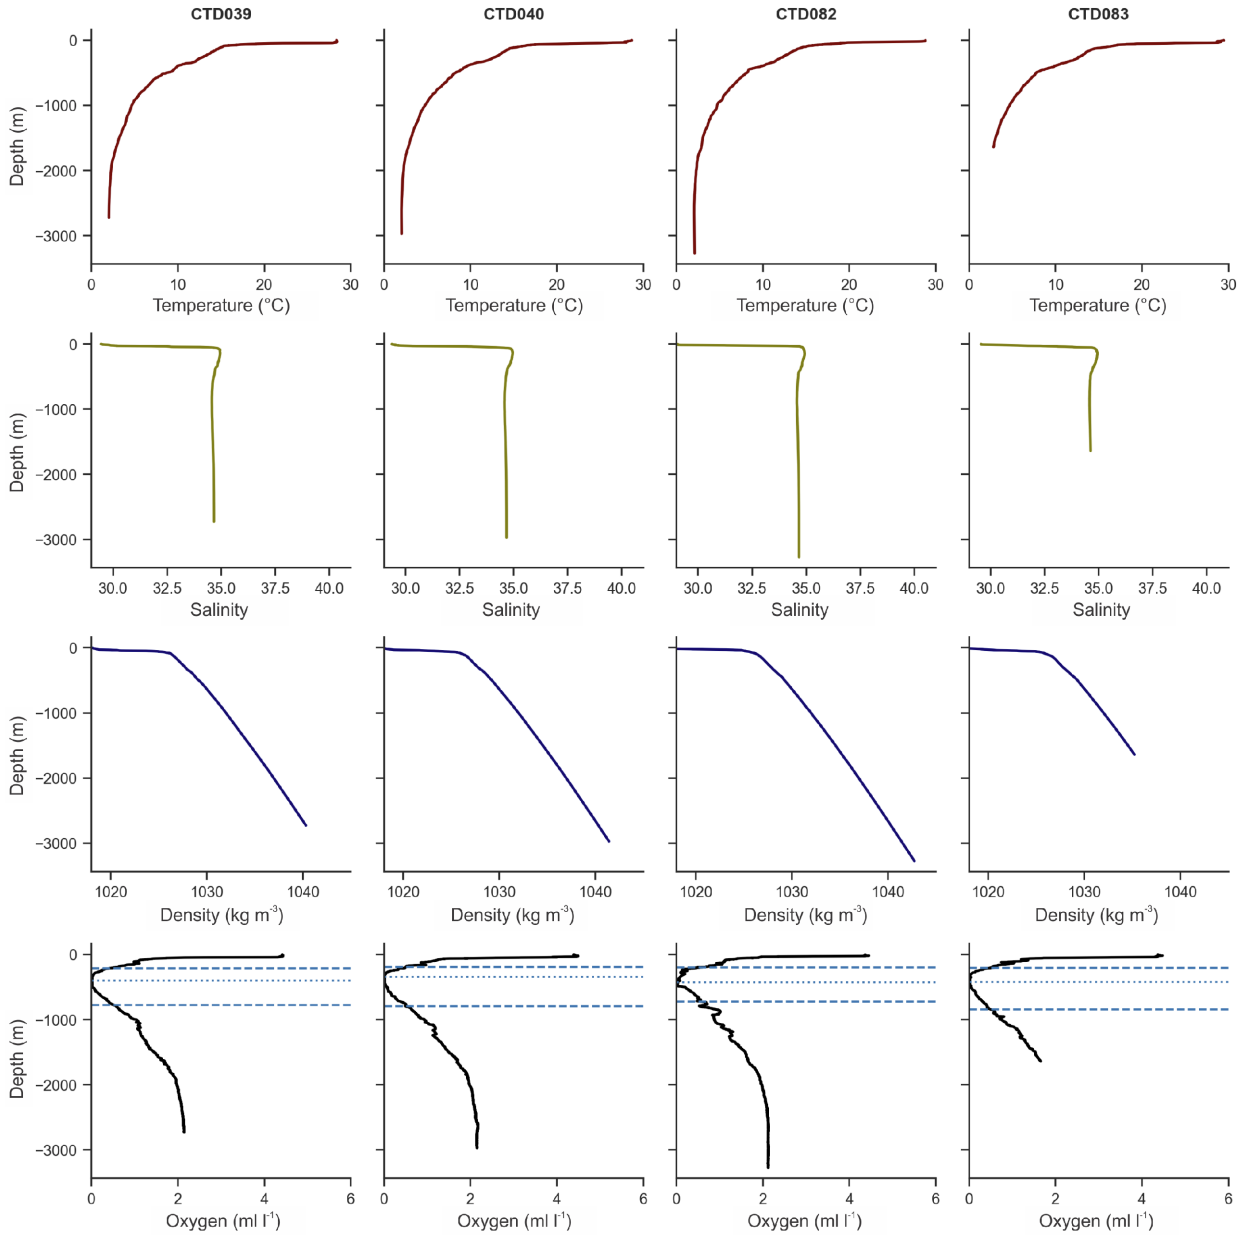 CTD039 CTD040 CTD082 CTD083
Depth (m)
0
−1000
−2000
−3000
0 10 20 30 0 10 20 30 0 10 20 30 0 10 20 30
Temperature (°C) Temperature (°C) Temperature (°C) Temperature (°C)
Depth (m)
0
−1000
−2000
−3000
30.0 32.5 35.0 37.5 40.0 30.0 32.5 35.0 37.5 40.0 30.0 32.5 35.0 37.5 40.0 30.0 32.5 35.0 37.5 40.0
Salinity Salinity Salinity Salinity
Depth (m)
0
−1000
−2000
−3000
1020 1030 1040 1020 1030 1040 1020 1030 1040 1020 1030 1040
Density (kg m⁻³) Density (kg m⁻³) Density (kg m⁻³) Density (kg m⁻³)
Depth (m)
0
−1000
−2000
−3000
0 2 4 6 0 2 4 6 0 2 4 6 0 2 4 6
Oxygen (ml l⁻¹) Oxygen (ml l⁻¹) Oxygen (ml l⁻¹) Oxygen (ml l⁻¹)